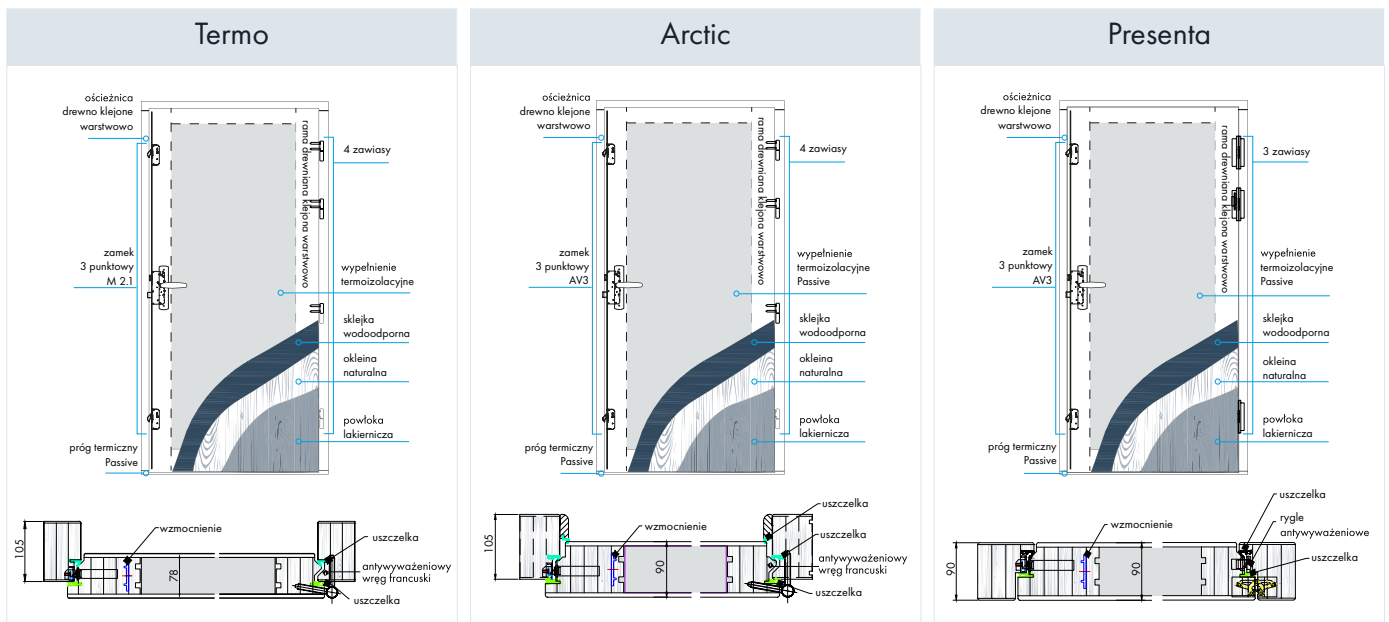 Termo
ościeżnica
drewno klejone
warstwowo
rama drewniana klejona warstwowo
4 zawiasy
zamek
3 punktowy
M 2.1
wypełnienie
termoizolacyjne
sklejka
wodoodporna
okleina
naturalna
powłoka
lakiernicza
próg termiczny
Passive
105
wzmocnienie
78
uszczelka
antywyważeniowy
wręg francuski
uszczelka
Arctic
ościeżnica
drewno klejone
warstwowo
rama drewniana klejona warstwowo
4 zawiasy
zamek
3 punktowy
AV3
wypełnienie
termoizolacyjne
Passive
sklejka
wodoodporna
okleina
naturalna
powłoka
lakiernicza
próg termiczny
Passive
105
wzmocnienie
90
uszczelka
uszczelka
antywyważeniowy
wręg francuski
uszczelka
Presenta
ościeżnica
drewno klejone
warstwowo
rama drewniana klejona warstwowo
3 zawiasy
zamek
3 punktowy
AV3
wypełnienie
termoizolacyjne
Passive
sklejka
wodoodporna
okleina
naturalna
powłoka
lakiernicza
próg termiczny
Passive
90
wzmocnienie
90
uszczelka
rygle
antywyważeniowe
uszczelka